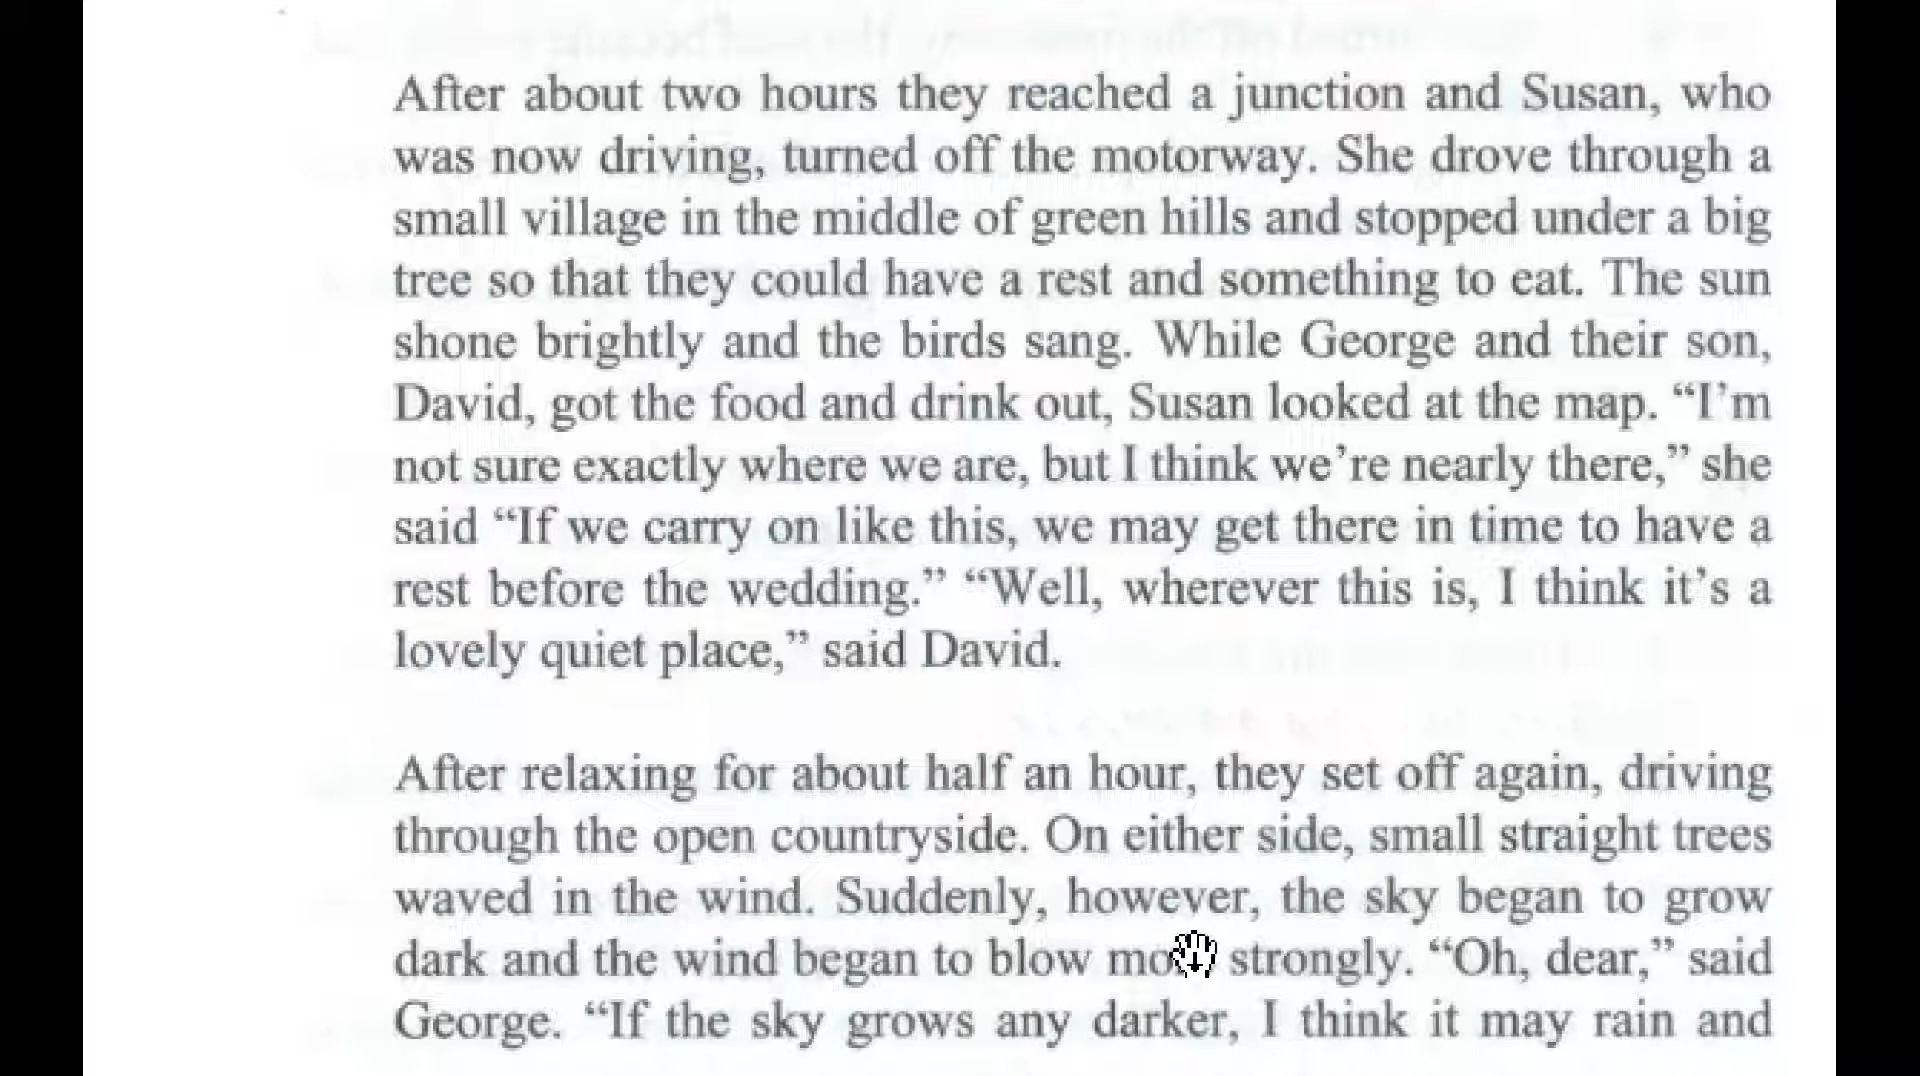 After about two hours they reached a junction and Susan, who
was now driving, turned off the motorway. She drove through a
small village in the middle of green hills and stopped under a big
tree so that they could have a rest and something to eat. The sun
shone brightly and the birds sang. While George and their son,
David, got the food and drink out, Susan looked at the map. “I’m
not sure exactly where we are, but I think we’re nearly there,” she
said “If we carry on like this, we may get there in time to have a
rest before the wedding.” “Well, wherever this is, I think it’s a
lovely quiet place,” said David.
After relaxing for about half an hour, they set off again, driving
through the open countryside. On either side, small straight trees
waved in the wind. Suddenly, however, the sky began to grow
dark and the wind began to blow strongly. “Oh, dear,” said
George. “If the sky grows any darker, I think it may rain and